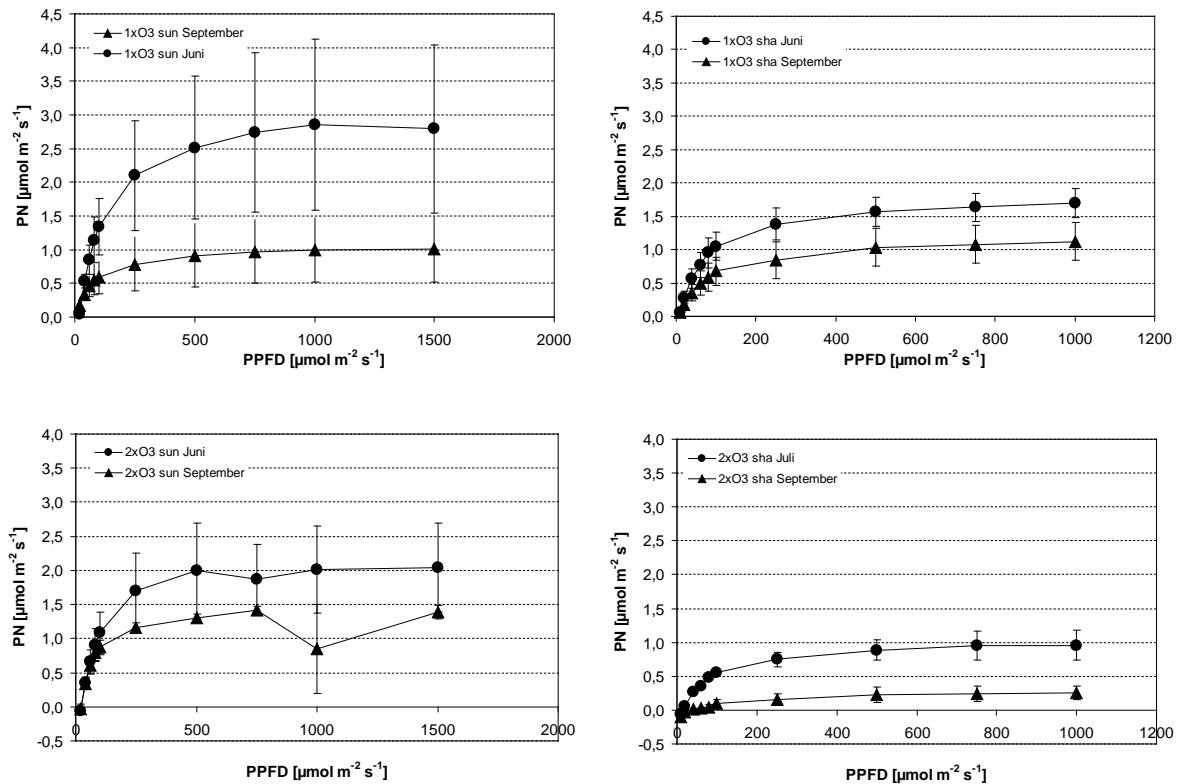 4,5
4,0
3,5
3,0
2,5
2,0
1,5
1,0
0,5
0,0
PN [µmol m-2 s-1]
1xO3 sun September
1xO3 sun Juni
0 500 1000 1500 2000
PPFD [µmol m-2 s-1]
4,5
4,0
3,5
3,0
2,5
2,0
1,5
1,0
0,5
0,0
PN [µmol m-2 s-1]
1xO3 sha Juni
1xO3 sha September
0 200 400 600 800 1000 1200
PPFD [µmol m-2 s-1]
4,0
3,5
3,0
2,5
2,0
1,5
1,0
0,5
0,0
-0,5
PN [µmol m-2 s-1]
2xO3 sun Juni
2xO3 sun September
0 500 1000 1500 2000
PPFD [µmol m-2 s-1]
4,0
3,5
3,0
2,5
2,0
1,5
1,0
0,5
0,0
-0,5
PN [µmol m-2 s-1]
2xO3 sha Juli
2xO3 sha September
0 200 400 600 800 1000 1200
PPFD [µmol m-2 s-1]